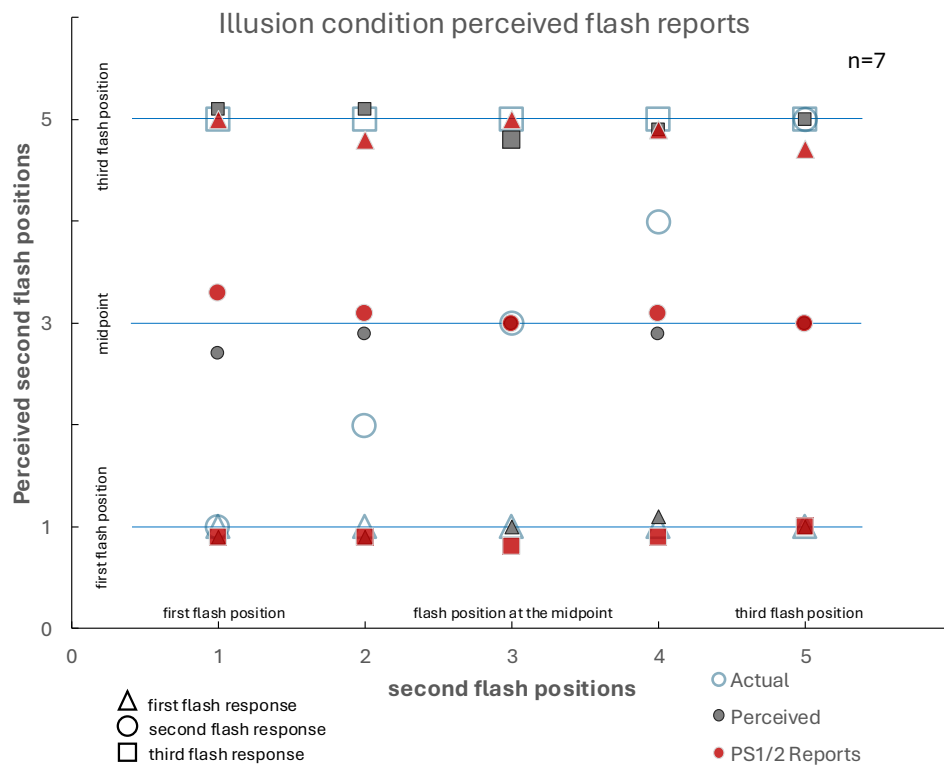 Illusion condition perceived flash reports
n=7
Perceived second flash positions
third flash position
midpoint
first flash position
5
3
1
0
first flash position
flash position at the midpoint
third flash position
0
1
2
3
4
5
second flash positions
first flash response
second flash response
third flash response
Actual
Perceived
PS1/2 Reports